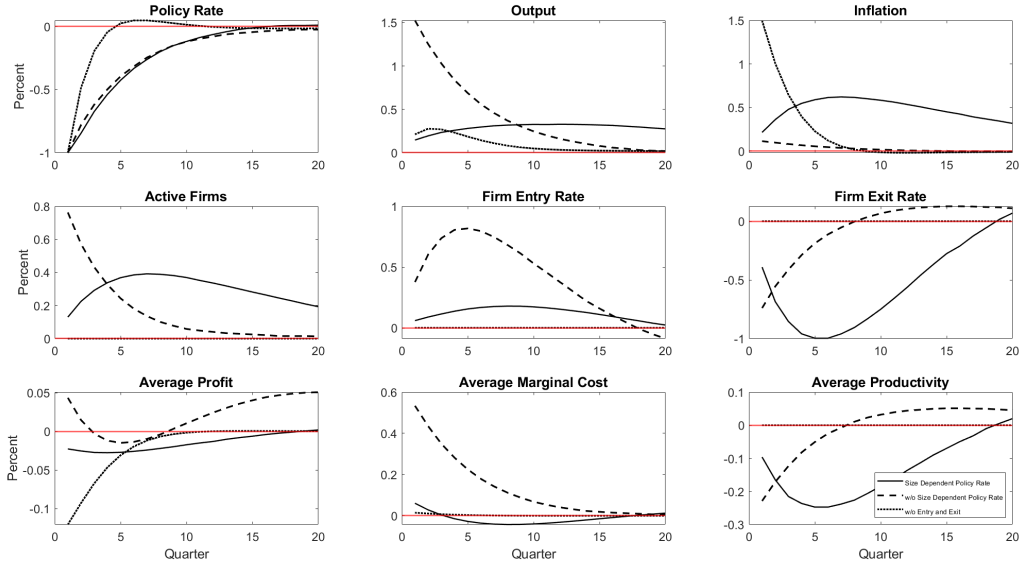 Policy Rate
Output
Inflation
Percent
0
-0.5
-1
0 5 10 15 20
1.5
1
0.5
0
0 5 10 15 20
1.5
1
0.5
0
0 5 10 15 20
Active Firms
Firm Entry Rate
Firm Exit Rate
Percent
0.8
0.6
0.4
0.2
0
0 5 10 15 20
1
0.5
0
0 5 10 15 20
0
-0.5
-1
0 5 10 15 20
Average Profit
Average Marginal Cost
Average Productivity
Percent
0.05
0
-0.05
-0.1
0 5 10 15 20
Quarter
0.6
0.4
0.2
0
0 5 10 15 20
Quarter
0.1
0
-0.1
-0.2
-0.3
0 5 10 15 20
Quarter
Size Dependent Policy Rate
w/o Size Dependent Policy Rate
w/o Entry and Exit